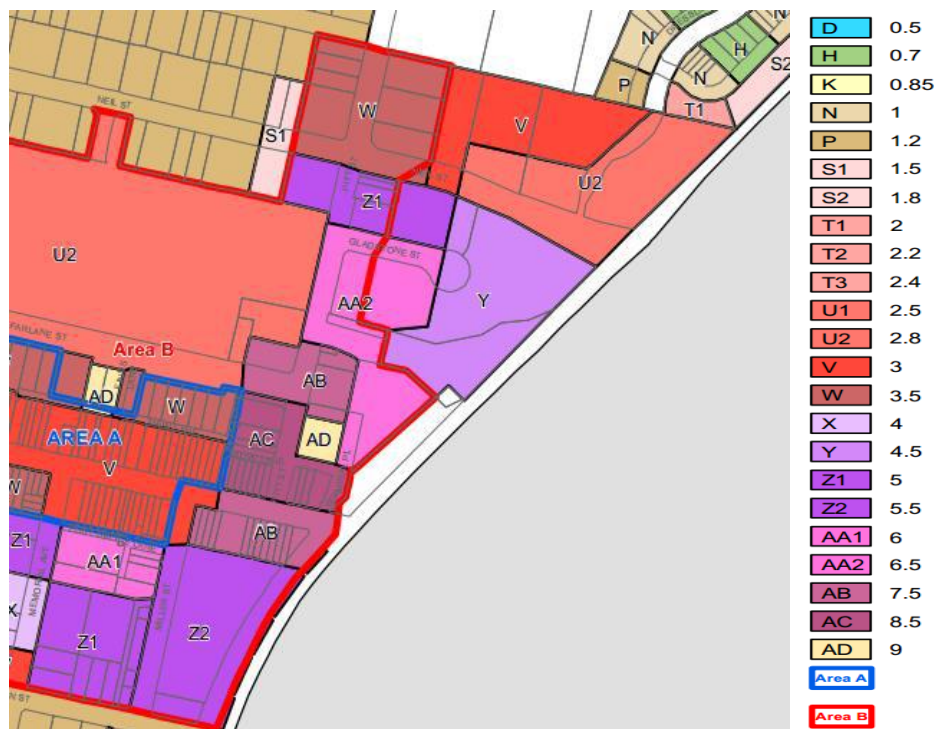 N
N
N
H
S2
P
T1
W
V
NEIL ST
S1
U2
Z1
GLADSTONE ST
U2
Y
AA2
Area B
AB
AD
W
AD
AC
AREA A
V
W
AB
Z1
AA1
MEMORIAL AVE
MILLER ST
X
Z1
Z2
D 0.5
H 0.7
K 0.85
N 1
P 1.2
S1 1.5
S2 1.8
T1 2
T2 2.2
T3 2.4
U1 2.5
U2 2.8
V 3
W 3.5
X 4
Y 4.5
Z1 5
Z2 5.5
AA1 6
AA2 6.5
AB 7.5
AC 8.5
AD 9
Area A
Area B